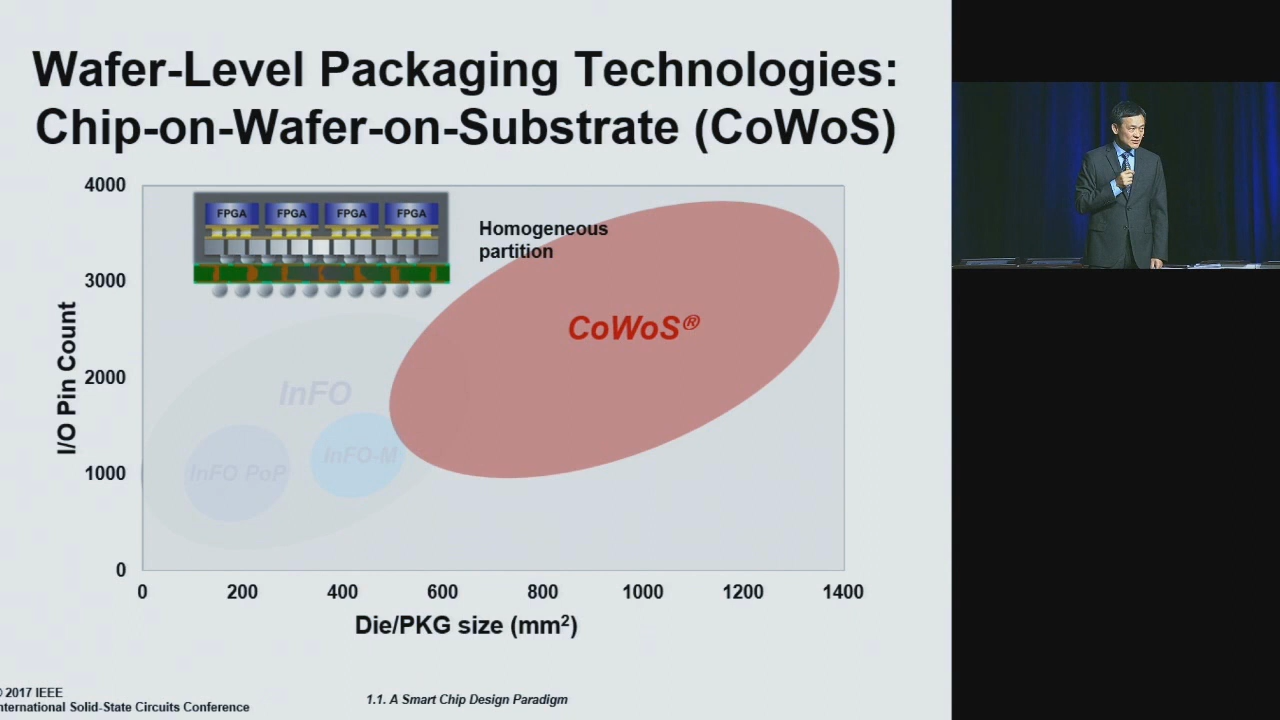 Wafer-Level Packaging Technologies:
Chip-on-Wafer-on-Substrate (CoWoS)
4000
3000
2000
1000
0
I/O Pin Count
FPGA FPGA FPGA FPGA
Homogeneous
partition
CoWoS®
InFO
InFO PoP
InFO-M
0 200 400 600 800 1000 1200 1400
Die/PKG size (mm²)
© 2017 IEEE
nternational Solid-State Circuits Conference
1.1. A Smart Chip Design Paradigm